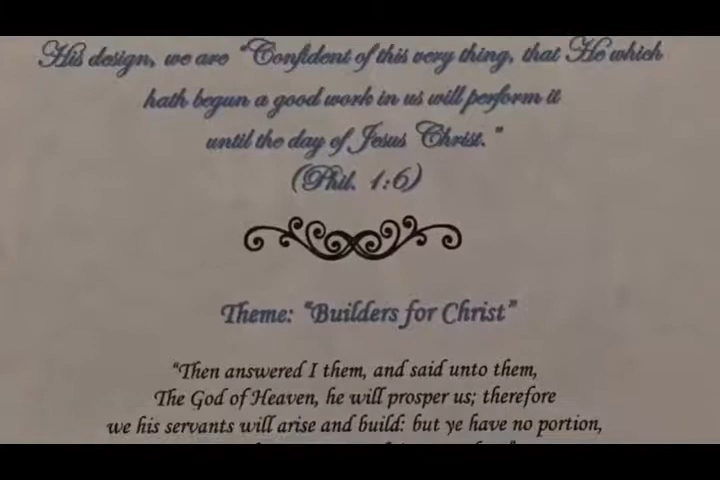 His design, we are "Confident of this very thing, that He which
hath begun a good work in us will perform it
until the day of Jesus Christ."
(Phil. 1:6)
Theme: "Builders for Christ"
"Then answered I them, and said unto them,
The God of Heaven, he will prosper us; therefore
we his servants will arise and build: but ye have no portion,